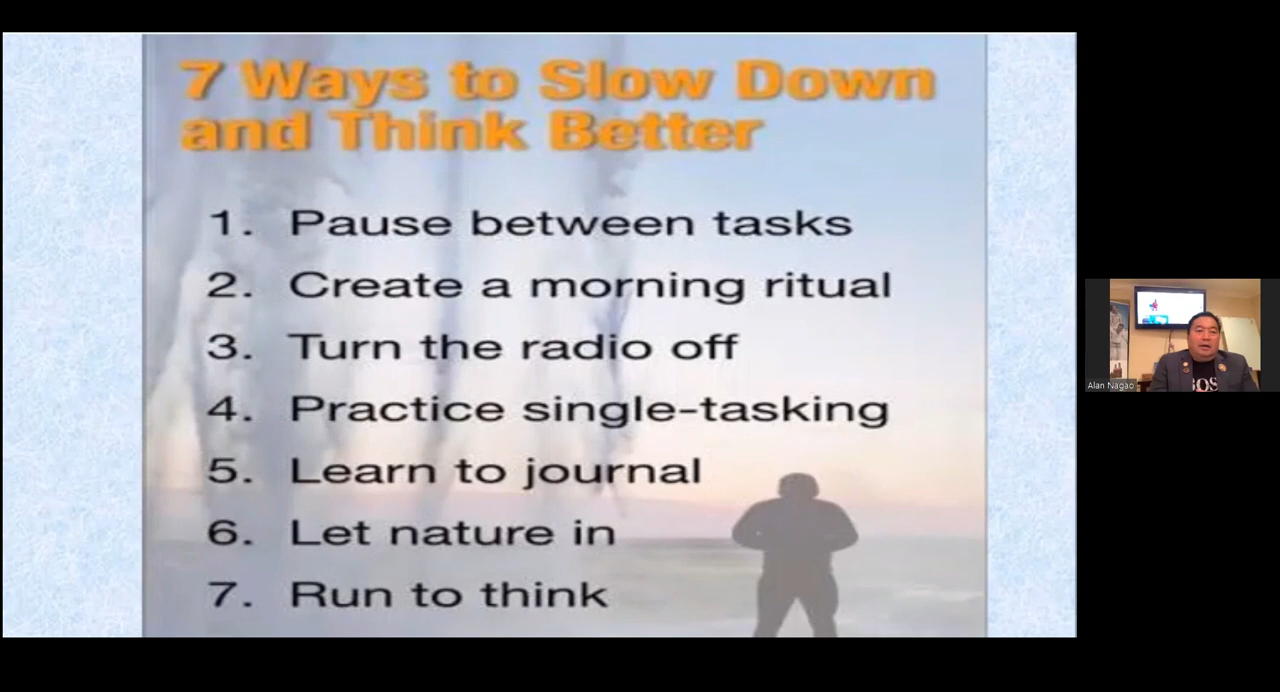 7 Ways to Slow Down
and Think Better
1. Pause between tasks
2. Create a morning ritual
3. Turn the radio off
4. Practice single-tasking
5. Learn to journal
6. Let nature in
7. Run to think
Alan Nagao